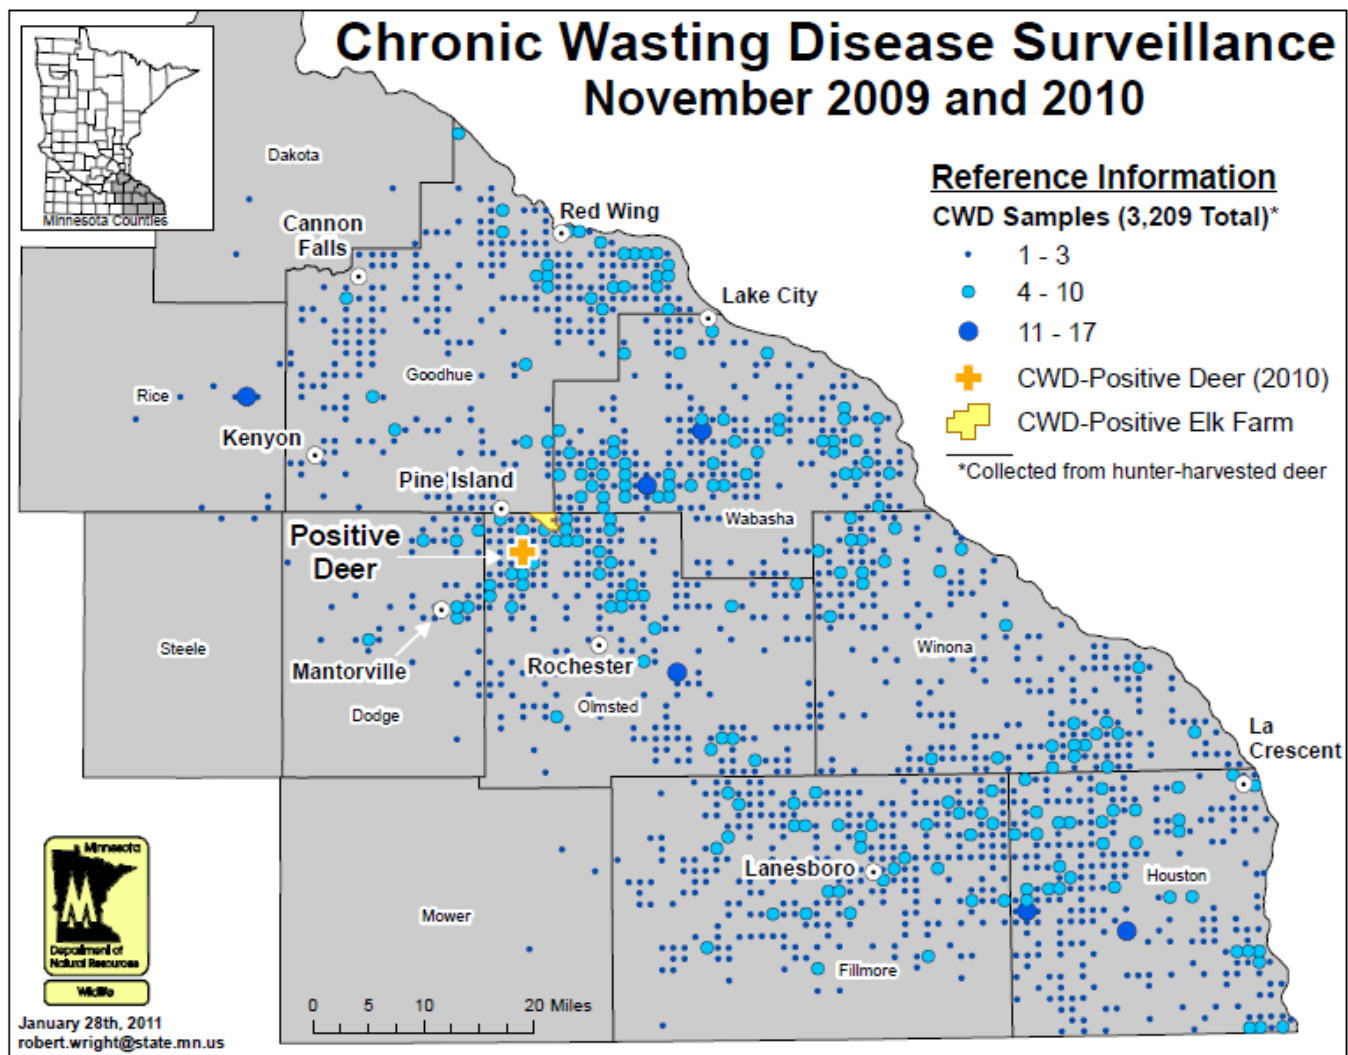 Chronic Wasting Disease Surveillance
November 2009 and 2010
Minnesota Counties
Reference Information
CWD Samples (3,209 Total)*
1 - 3
4 - 10
11 - 17
CWD-Positive Deer (2010)
CWD-Positive Elk Farm
*Collected from hunter-harvested deer
Dakota
Cannon
Falls
Red Wing
Lake City
Goodhue
Rice
Kenyon
Pine Island
Wabasha
Positive
Deer
Steele
Mantorville
Rochester
Winona
Dodge
Olmsted
La
Crescent
Lanesboro
Houston
Mower
Fillmore
0 5 10 20 Miles
Minnesota
M
Department of
Natural Resources
Wildlife
January 28th, 2011
robert.wright@state.mn.us